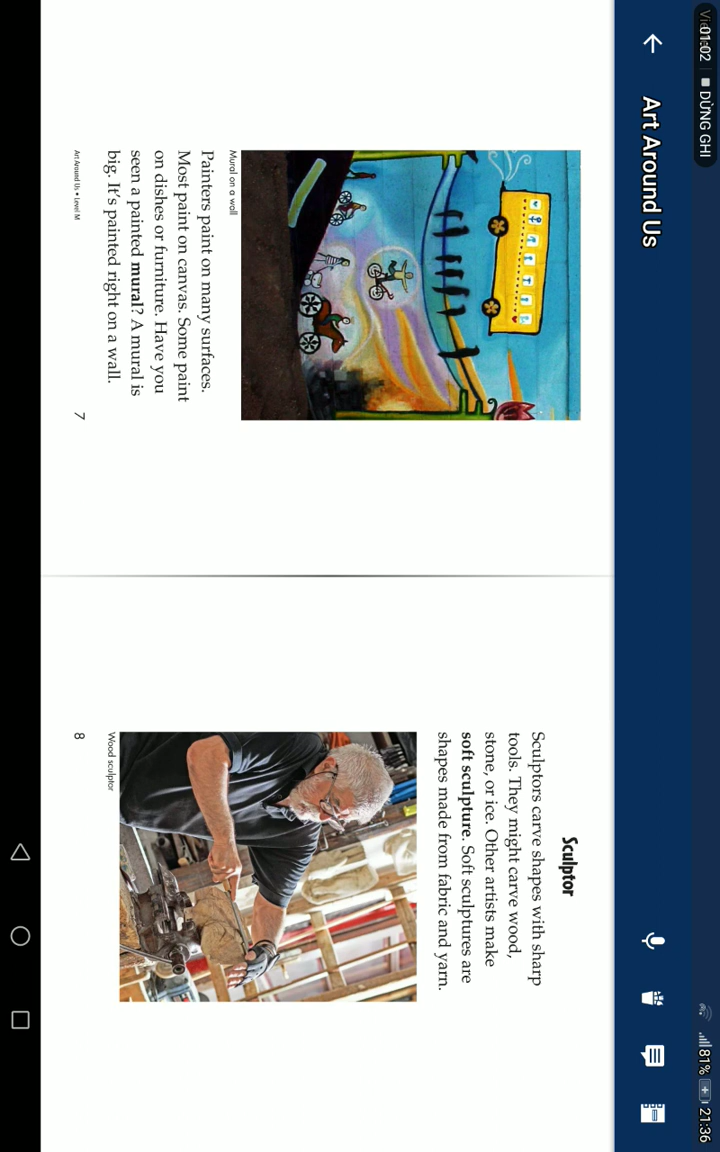 01:02
DỪNG GHI
81%
21:36
Art Around Us
Mural on a wall
Painters paint on many surfaces.
Most paint on canvas. Some paint
on dishes or furniture. Have you
seen a painted mural? A mural is
big. It's painted right on a wall.
Art Around Us • Level M
7
Sculptor
Sculptors carve shapes with sharp
tools. They might carve wood,
stone, or ice. Other artists make
soft sculpture. Soft sculptures are
shapes made from fabric and yarn.
Wood sculptor
8